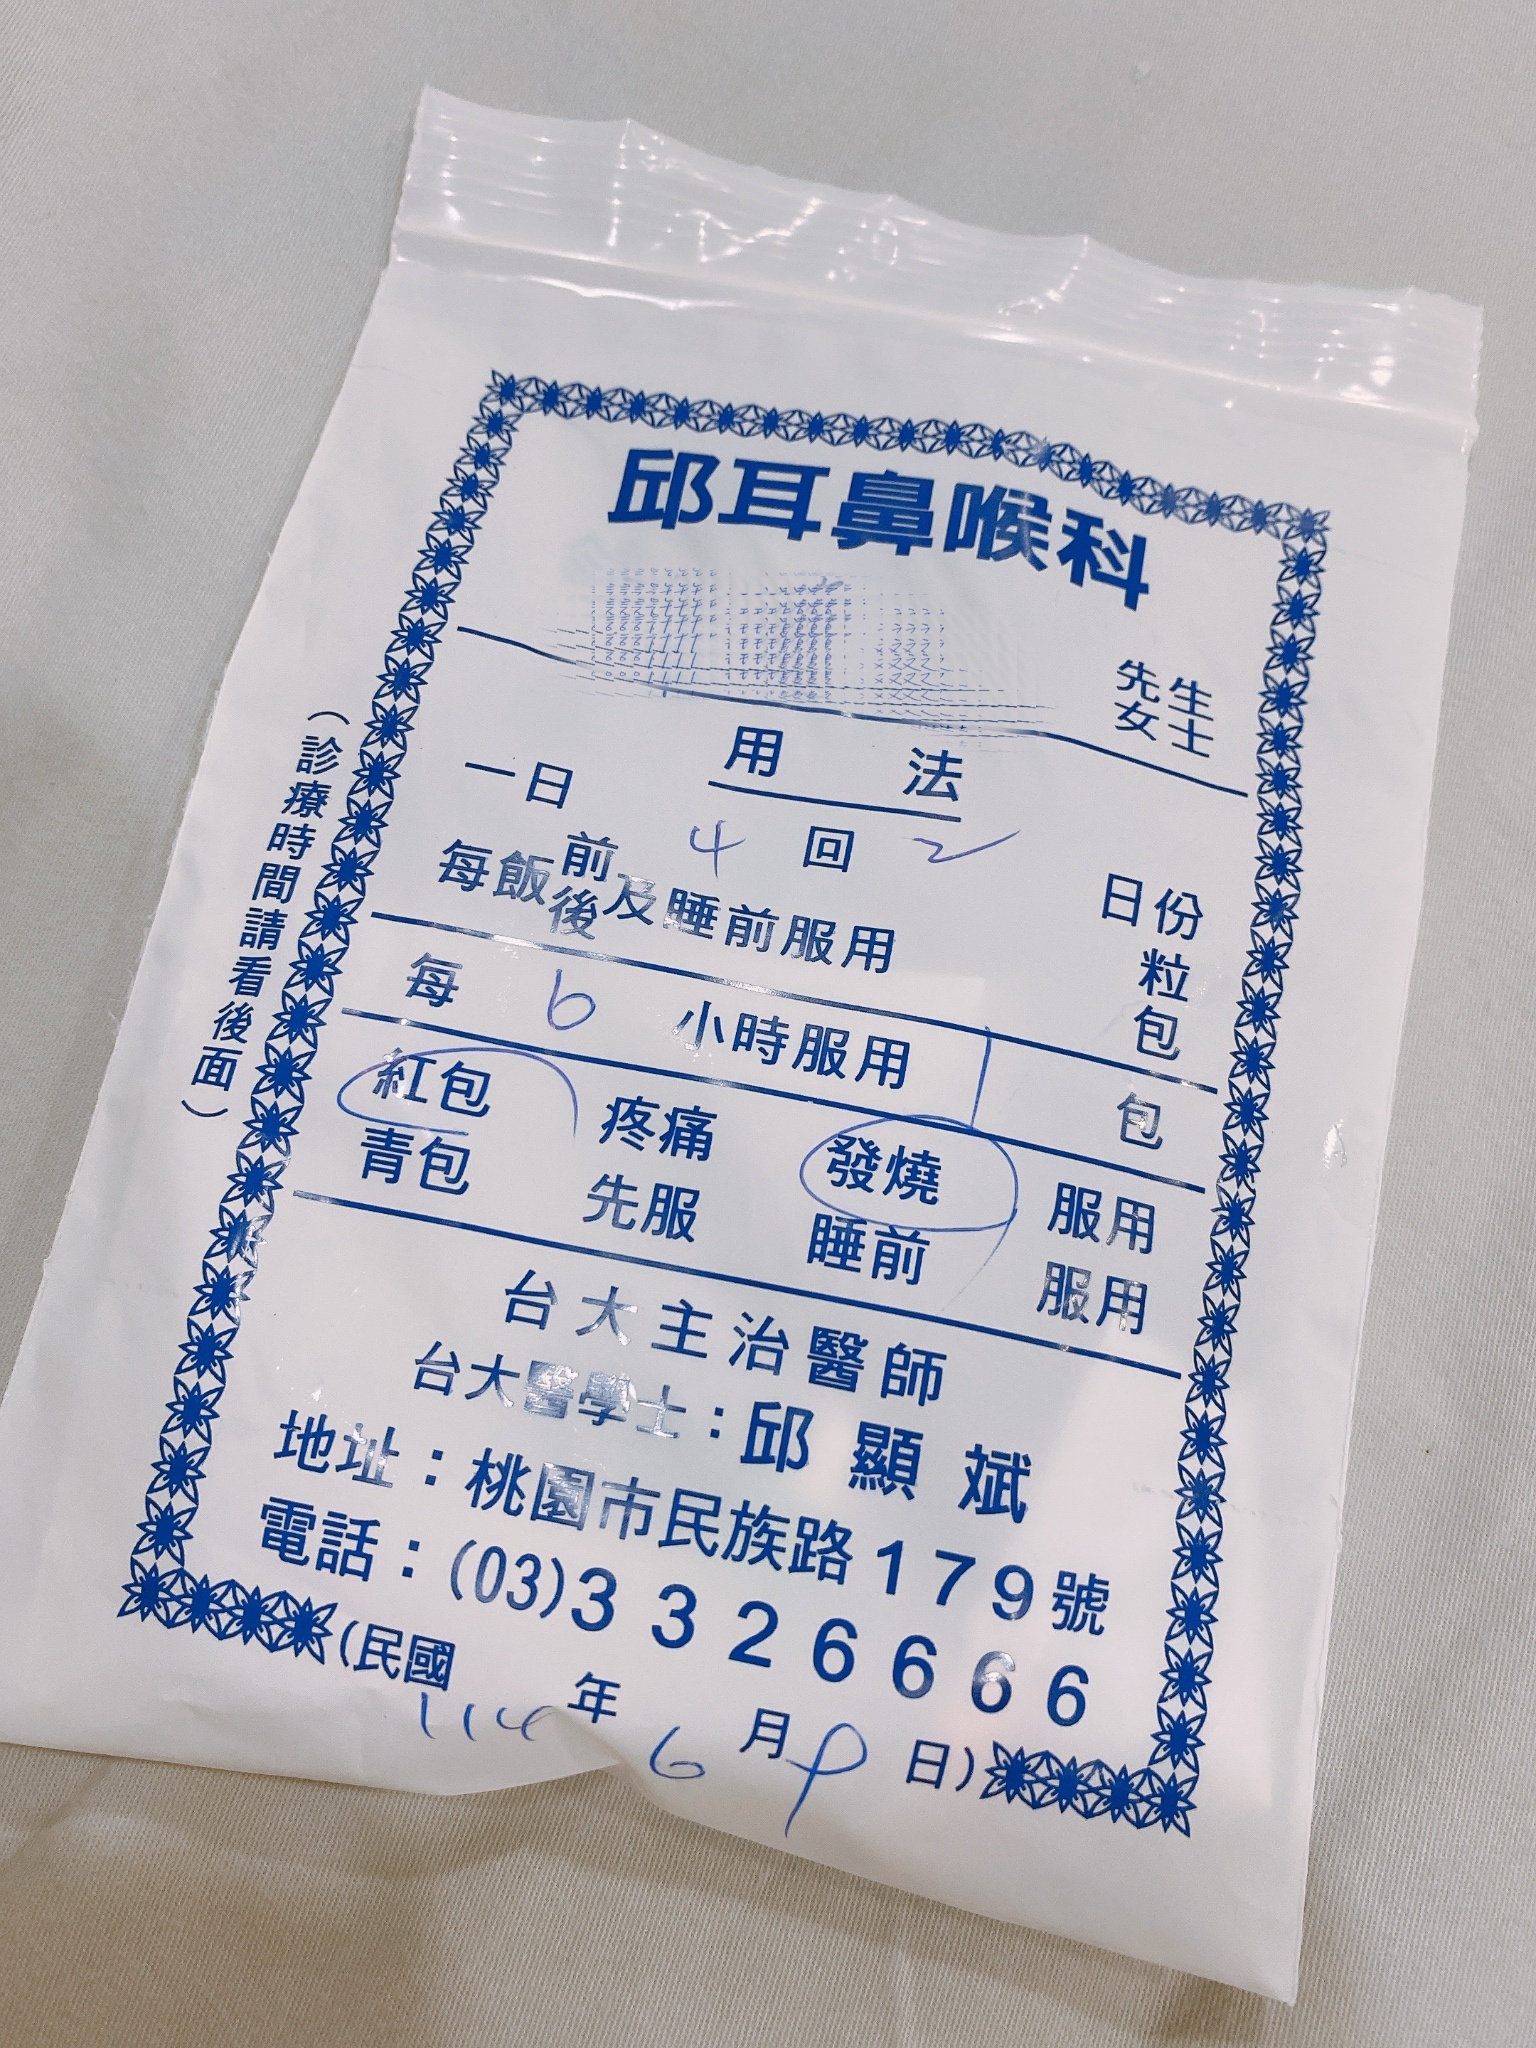 邱耳鼻喉科
先生
女士
用 法
一日 4 回 2 日份
每飯前後及睡前服用 粒
包
每 6 小時服用 1 包
紅包 疼痛 發燒 服用
青包 先服 睡前 服用
台大主治醫師
台大醫學士：邱顯斌
地址：桃園市民族路179號
電話：(03)3326666
(民國 114 年 6 月 9 日)
(診療時間請看後面)